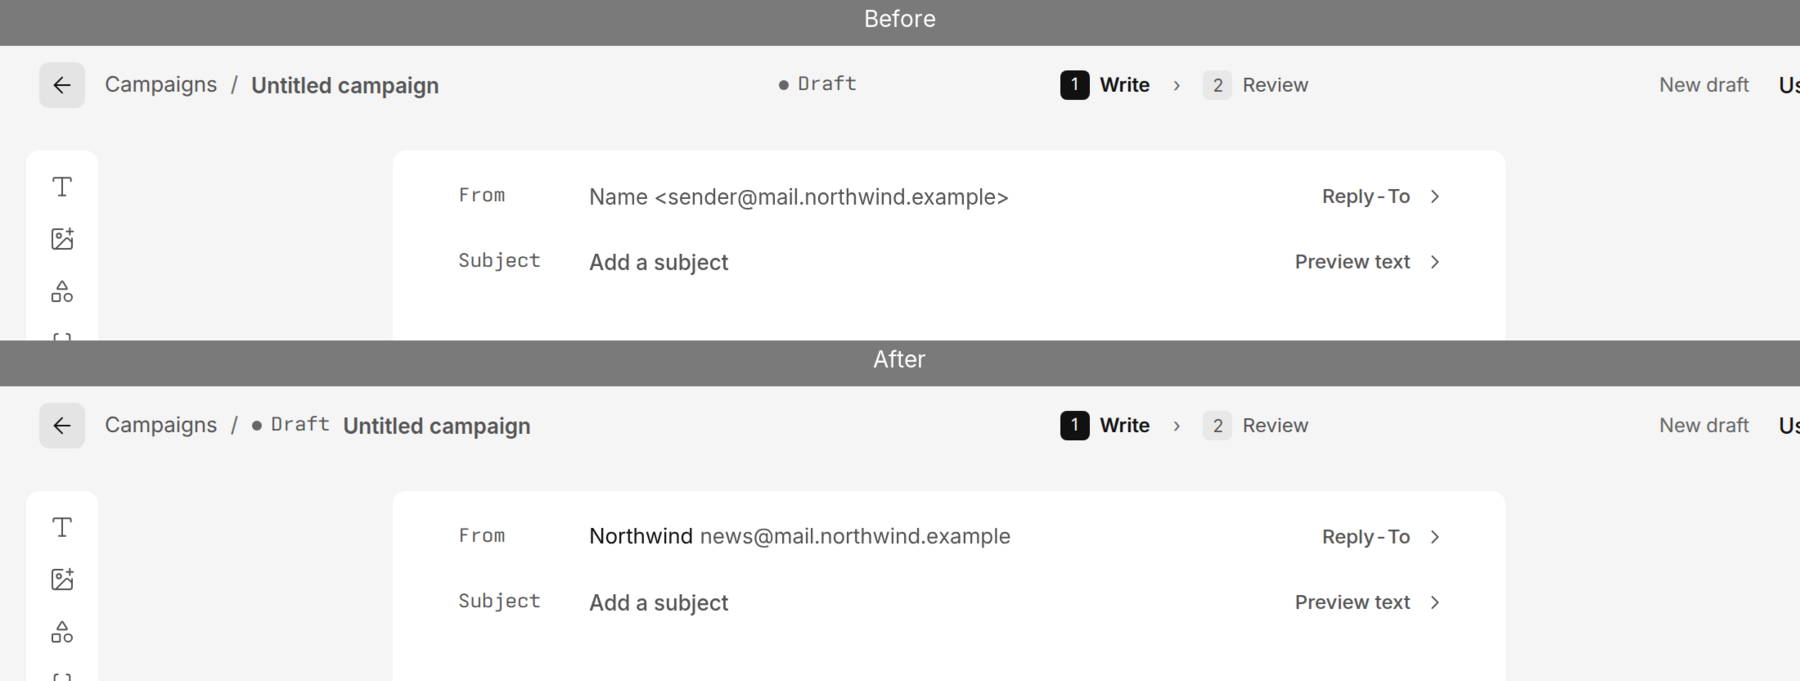 Before
Campaigns / Untitled campaign ● Draft 1 Write › 2 Review New draft Us
From Name <sender@mail.northwind.example> Reply-To >
Subject Add a subject Preview text >
After
Campaigns / ● Draft Untitled campaign 1 Write › 2 Review New draft Us
From Northwind news@mail.northwind.example Reply-To >
Subject Add a subject Preview text >